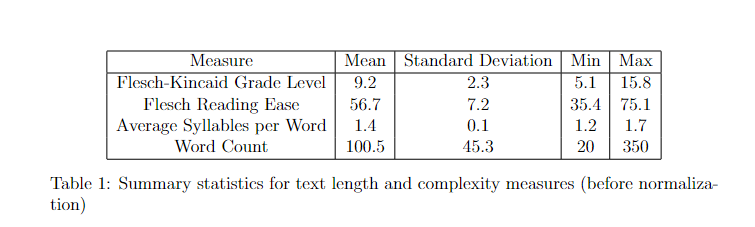 Measure Mean Standard Deviation Min Max
Flesch-Kincaid Grade Level 9.2 2.3 5.1 15.8
Flesch Reading Ease 56.7 7.2 35.4 75.1
Average Syllables per Word 1.4 0.1 1.2 1.7
Word Count 100.5 45.3 20 350
Table 1: Summary statistics for text length and complexity measures (before normaliza-
tion)